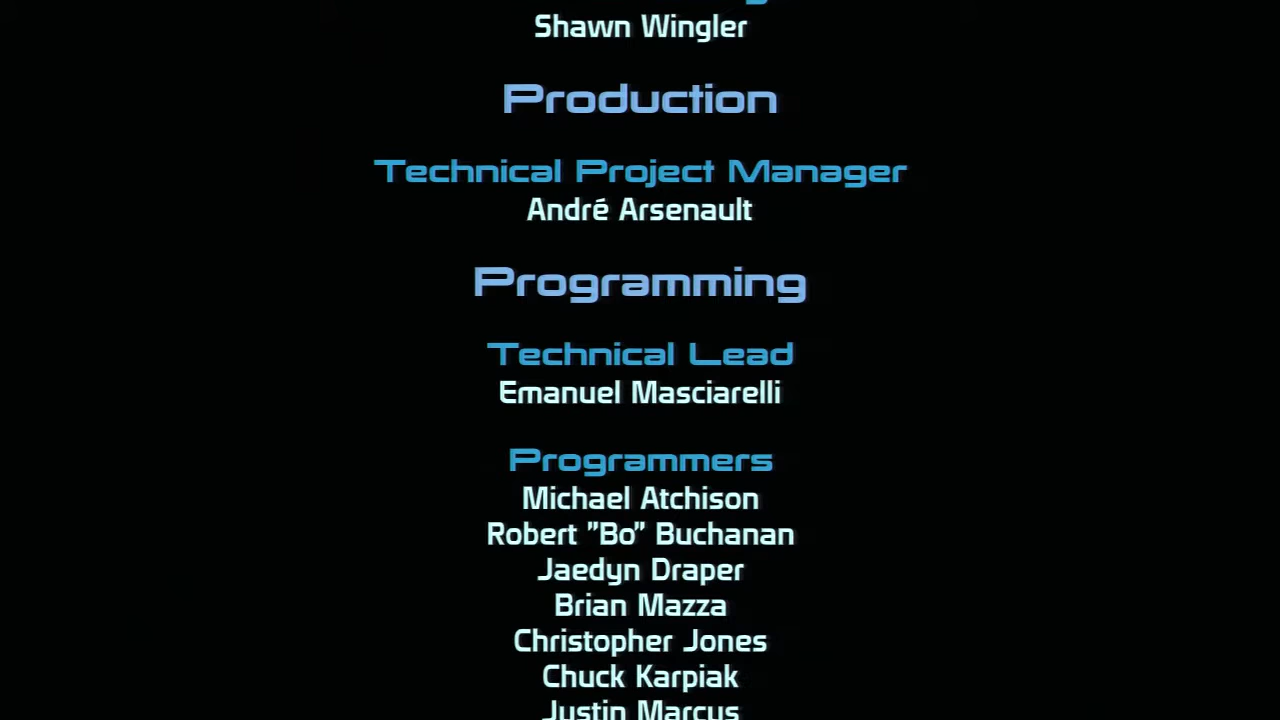 Shawn Wingler
Production
Technical Project Manager
André Arsenault
Programming
Technical Lead
Emanuel Masciarelli
Programmers
Michael Atchison
Robert "Bo" Buchanan
Jaedyn Draper
Brian Mazza
Christopher Jones
Chuck Karpiak
Justin Marcus